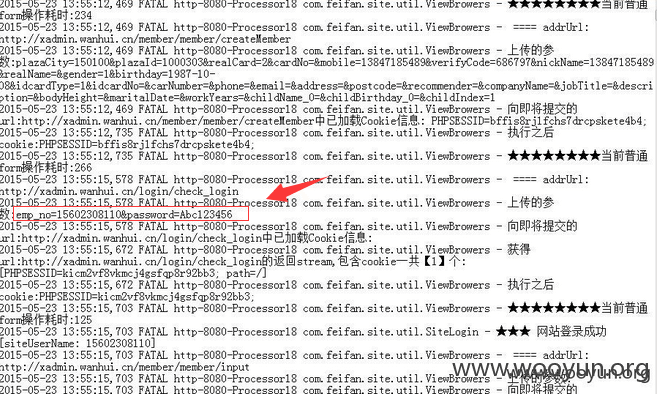 2015-05-23 13:55:12,469 FATAL http-8080-Processor18 com.feifan.site.util.ViewBrowers - ★★★★★★★★当前普通
form操作耗时:234
2015-05-23 13:55:12,469 FATAL http-8080-Processor18 com.feifan.site.util.ViewBrowers -  ==== addrUrl:
http://xadmin.wanhui.cn/member/member/createMember
2015-05-23 13:55:12,469 FATAL http-8080-Processor18 com.feifan.site.util.ViewBrowers - 上传的参
数:plazaCity=150100&plazaId=1000303&realCard=2&cardNo=&mobile=13847185489&verifyCode=686797&nickName=13847185489
&realName=&gender=1&birthday=1987-10-
08&idcardType=1&idcardNo=&carNumber=&phone=&email=&address=&postcode=&recommender=&companyName=&jobTitle=&descri
ption=&bodyHeight=&maritalDate=&workYears=&childName_0=&childBirthday_0=&childIndex=1
2015-05-23 13:55:12,469 FATAL http-8080-Processor18 com.feifan.site.util.ViewBrowers - 向即将提交的
url:http://xadmin.wanhui.cn/member/member/createMember中已加载Cookie信息: PHPSESSID=bffis8rjlfchs7drcpskete4b4;
2015-05-23 13:55:12,735 FATAL http-8080-Processor18 com.feifan.site.util.ViewBrowers - 执行之后
cookie:PHPSESSID=bffis8rjlfchs7drcpskete4b4;
2015-05-23 13:55:12,735 FATAL http-8080-Processor18 com.feifan.site.util.ViewBrowers - ★★★★★★★★当前普通
form操作耗时:266
2015-05-23 13:55:15,578 FATAL http-8080-Processor18 com.feifan.site.util.ViewBrowers -  ==== addrUrl:
http://xadmin.wanhui.cn/login/check_login
2015-05-23 13:55:15,578 FATAL http-8080-Processor18 com.feifan.site.util.ViewBrowers - 上传的参
数:emp_no=15602308110&password=Abc123456
2015-05-23 13:55:15,578 FATAL http-8080-Processor18 com.feifan.site.util.ViewBrowers - 向即将提交的
url:http://xadmin.wanhui.cn/login/check_login中已加载Cookie信息:
2015-05-23 13:55:15,672 FATAL http-8080-Processor18 com.feifan.site.util.ViewBrowers - 获得
url:http://xadmin.wanhui.cn/login/check_login的返回stream,包含cookie一共【1】个:
[PHPSESSID=kicm2vf8vkmcj4gsfqp8r92bb3; path=/]
2015-05-23 13:55:15,672 FATAL http-8080-Processor18 com.feifan.site.util.ViewBrowers - 执行之后
cookie:PHPSESSID=kicm2vf8vkmcj4gsfqp8r92bb3;
2015-05-23 13:55:15,703 FATAL http-8080-Processor18 com.feifan.site.util.ViewBrowers - ★★★★★★★★当前普通
form操作耗时:125
2015-05-23 13:55:15,703 FATAL http-8080-Processor18 com.feifan.site.util.SiteLogin - ★★★ 网站登录成功
[siteUserName: 15602308110]
2015-05-23 13:55:15,703 FATAL http-8080-Processor18 com.feifan.site.util.ViewBrowers -  ==== addrUrl:
http://xadmin.wanhui.cn/member/member/input
2015-05-23 13:55:15,703 FATAL http-8080-Processor18 com.feifan.site.util.ViewBrowers - 上传的参数:
2015-05-23 13:55:15,703 FATAL http-8080-Processor18 com.feifan.site.util.ViewBrowers - 向即将提交的
www.wooyun.org